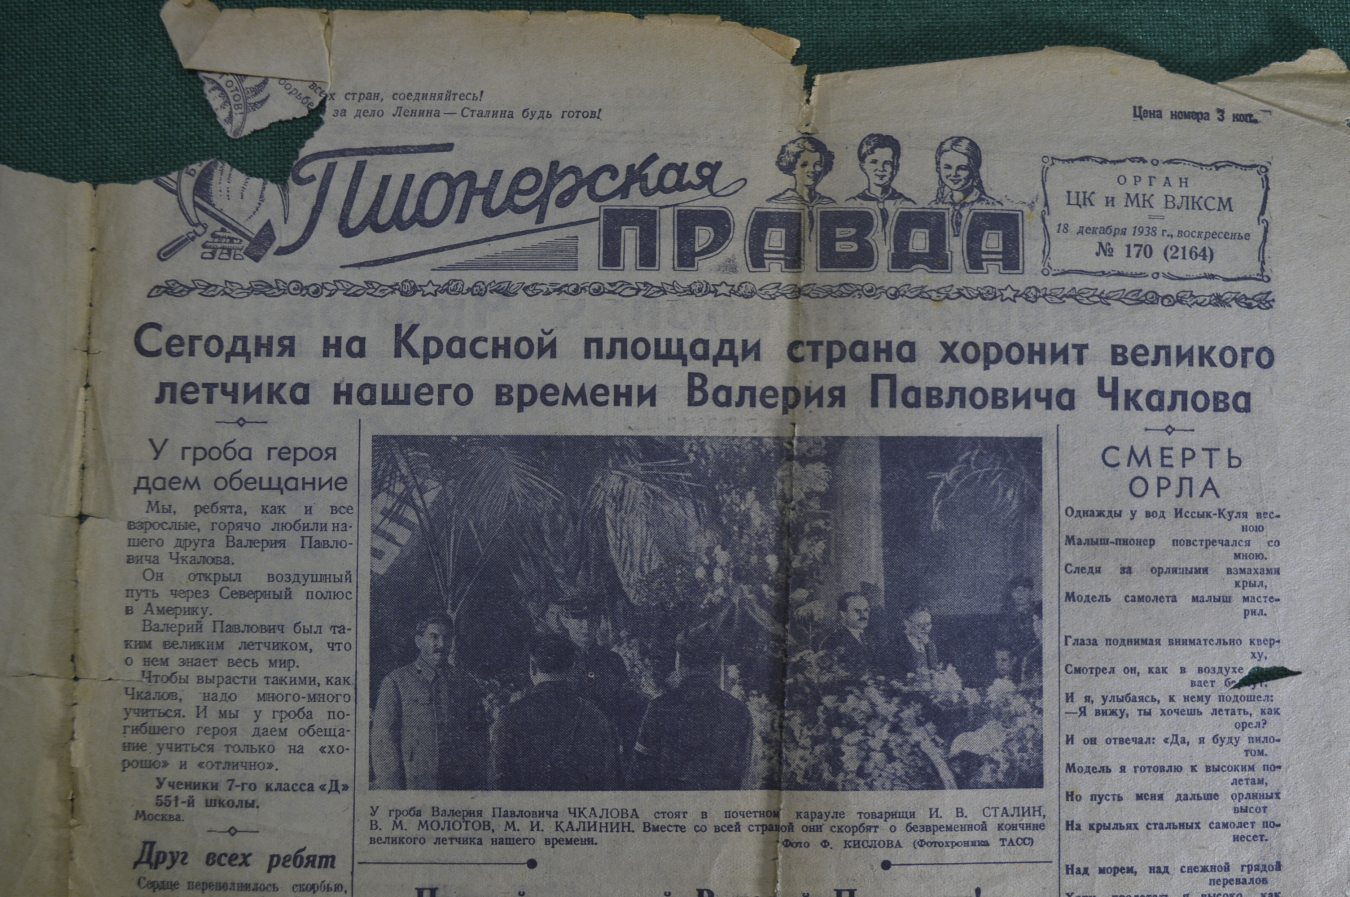 готов!
борьбе
всех стран, соединяйтесь!
за дело Ленина — Сталина будь готов!
Цена номера 3 коп.
Пионерская
ПРАВДА
ОРГАН
ЦК и МК ВЛКСМ
18 декабря 1938 г., воскресенье
№ 170 (2164)
Сегодня на Красной площади страна хоронит великого
летчика нашего времени Валерия Павловича Чкалова
У гроба героя
даем обещание
Мы, ребята, как и все
взрослые, горячо любили на-
шего друга Валерия Павло-
вича Чкалова.
Он открыл воздушный
путь через Северный полюс
в Америку.
Валерий Павлович был та-
ким великим летчиком, что
о нем знает весь мир.
Чтобы вырасти такими, как
Чкалов, надо много-много
учиться. И мы у гроба по-
гибшего героя даем обеща-
ние учиться только на «хо-
рошо» и «отлично».
Ученики 7-го класса «Д»
551-й школы.
Москва.
Друг всех ребят
Сердце переполнилось скорбью,
У гроба Валерия Павловича ЧКАЛОВА стоят в почетном карауле товарищи И. В. СТАЛИН,
В. М. МОЛОТОВ, М. И. КАЛИНИН. Вместе со всей страной они скорбят о безвременной кончине
великого летчика нашего времени.
Фото Ф. КИСЛОВА (Фотохроника ТАСС)
СМЕРТЬ
ОРЛА
Однажды у вод Иссык-Куля вес-
ною
Малыш-пионер повстречался со
мною.
Следя за орлиными взмахами
крыл,
Модель самолета малыш масте-
рил.
Глаза поднимая внимательно квер-
ху,
Смотрел он, как в воздухе
вает
И я, улыбаясь, к нему подошел:
—Я вижу, ты хочешь летать, как
орел?
И он отвечал: «Да, я буду пило-
том.
Модель я готовлю к высоким по-
летам,
Но пусть меня дальше орлиных
высот
На крыльях стальных самолет по-
несет.
Над морем, над снежной грядой
перевалов